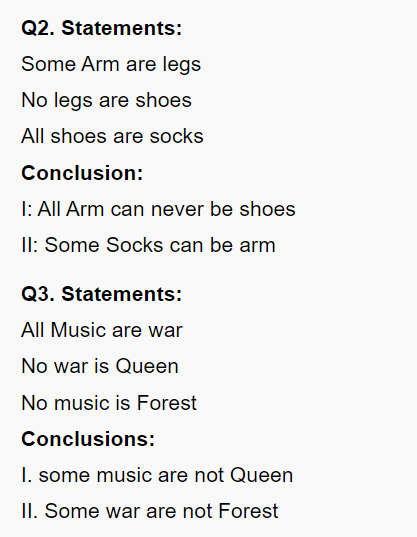 Q2. Statements:
Some Arm are legs
No legs are shoes
All shoes are socks
Conclusion:
I: All Arm can never be shoes
II: Some Socks can be arm
Q3. Statements:
All Music are war
No war is Queen
No music is Forest
Conclusions:
I. some music are not Queen
II. Some war are not Forest